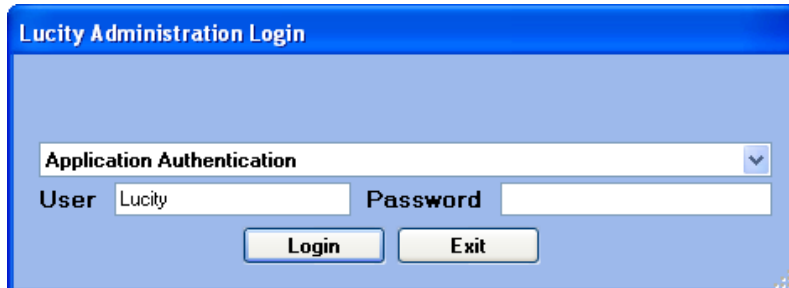 Lucity Administration Login
Application Authentication
User Lucity Password
Login Exit